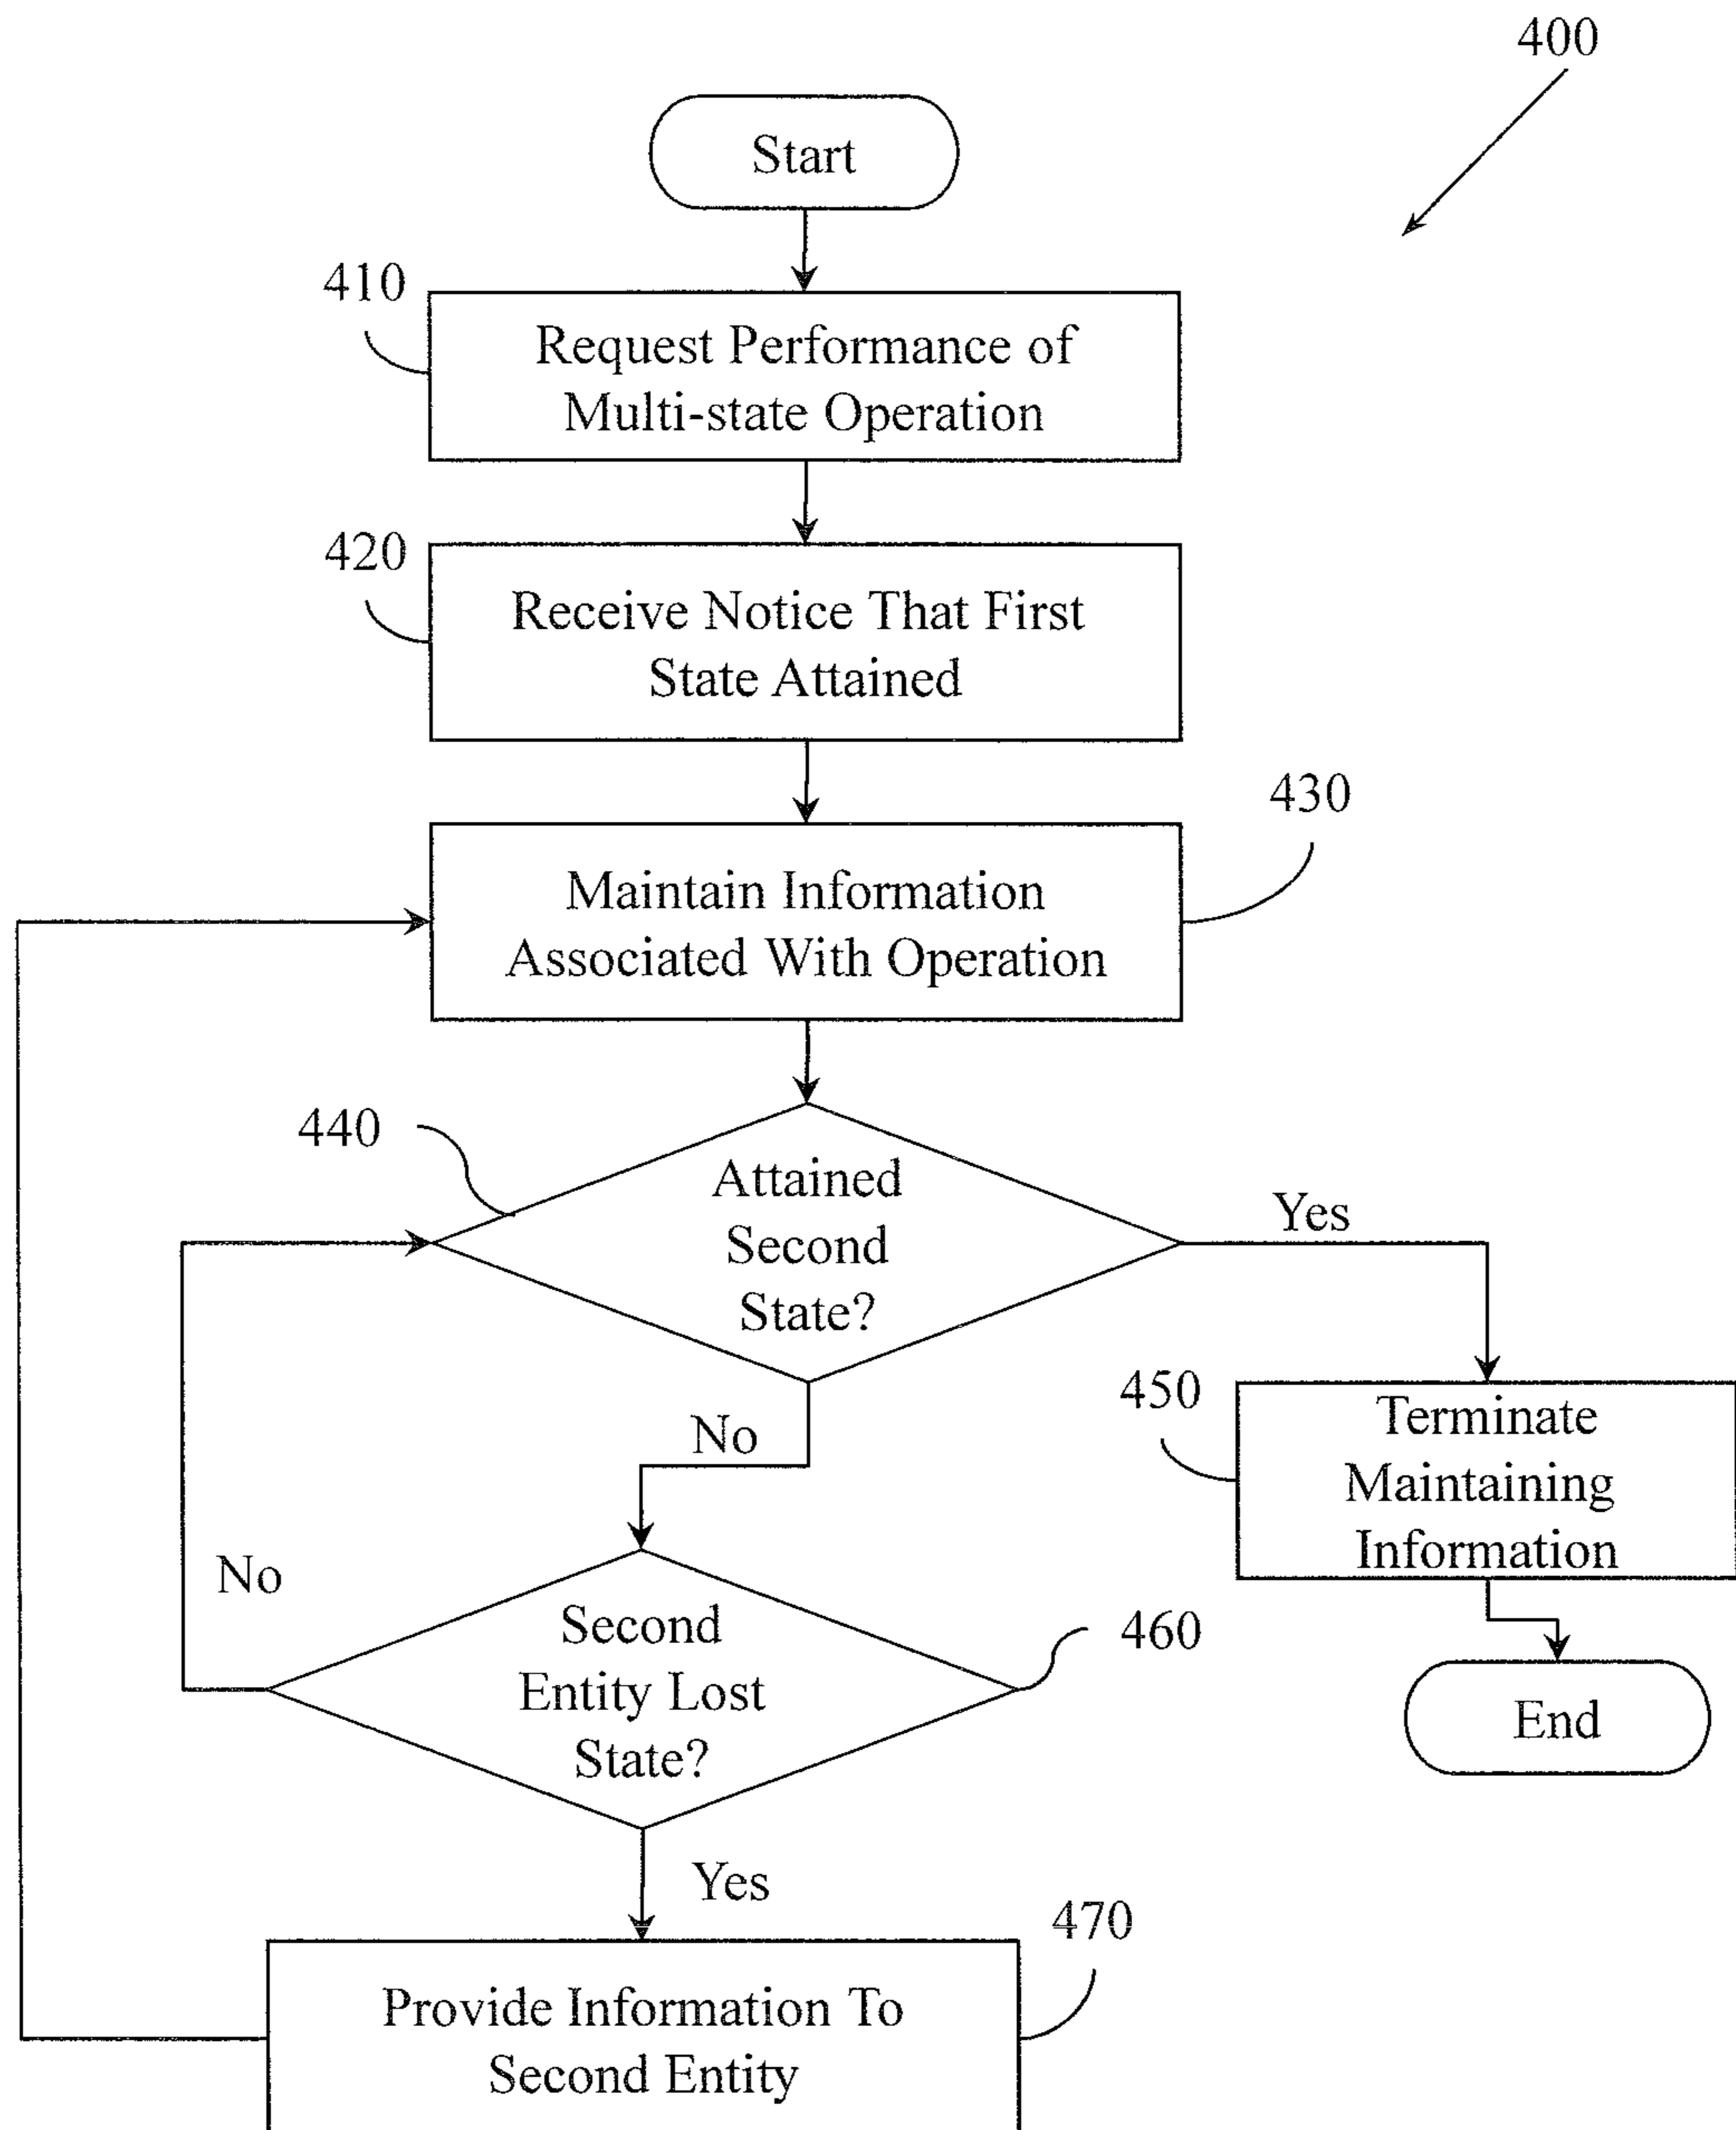 400
Start
410
Request Performance of
Multi-state Operation
420
Receive Notice That First
State Attained
430
Maintain Information
Associated With Operation
440
Attained
Second
State?
Yes
No
450
Terminate
Maintaining
Information
End
No
Second
Entity Lost
State?
460
Yes
470
Provide Information To
Second Entity